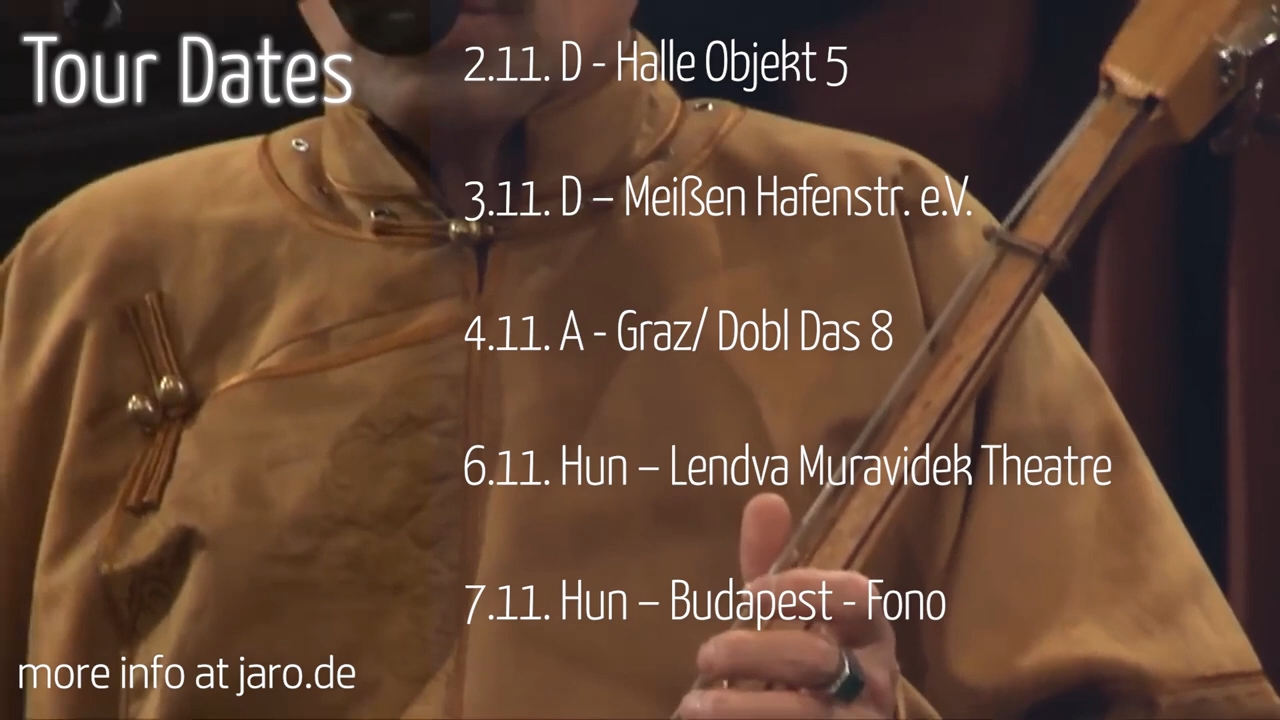 Tour Dates
2.11. D - Halle Objekt 5
3.11. D – Meißen Hafenstr. e.V.
4.11. A - Graz/ Dobl Das 8
6.11. Hun – Lendva Muravidek Theatre
7.11. Hun – Budapest - Fono
more info at jaro.de